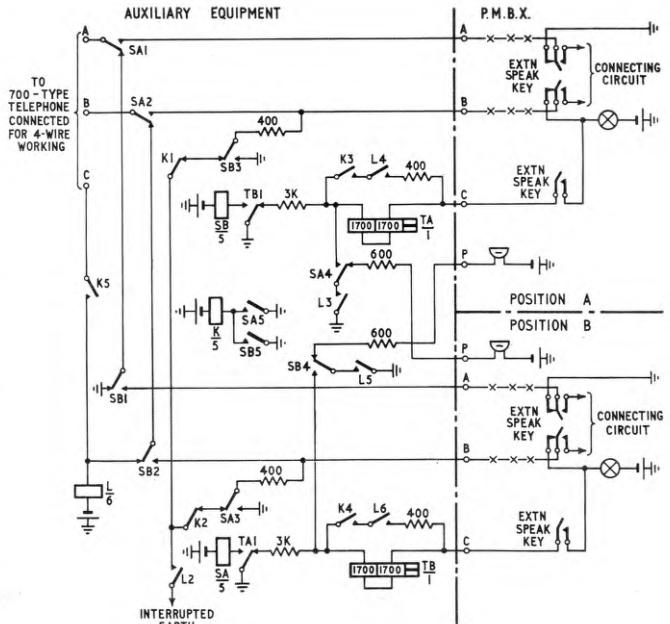 AUXILIARY EQUIPMENT
P.M.B.X.
A
SA1
A
EXTN
SPEAK
KEY
CONNECTING
CIRCUIT
TO
700-TYPE
TELEPHONE
CONNECTED
FOR 4-WIRE
WORKING
B
SA2
B
400
K1
SB3
C
K3
L4
400
EXTN
SPEAK
KEY
SB
5
TB1
3K
1700
1700
TA
1
C
K5
SA4
600
P
L3
K
5
SA5
SB5
POSITION A
POSITION B
600
P
SB4
L5
SB1
A
EXTN
SPEAK
KEY
CONNECTING
CIRCUIT
SB2
B
L
6
400
K2
SA3
K4
L6
400
EXTN
SPEAK
KEY
SA
5
TA1
3K
1700
1700
TB
1
C
L2
INTERRUPTED